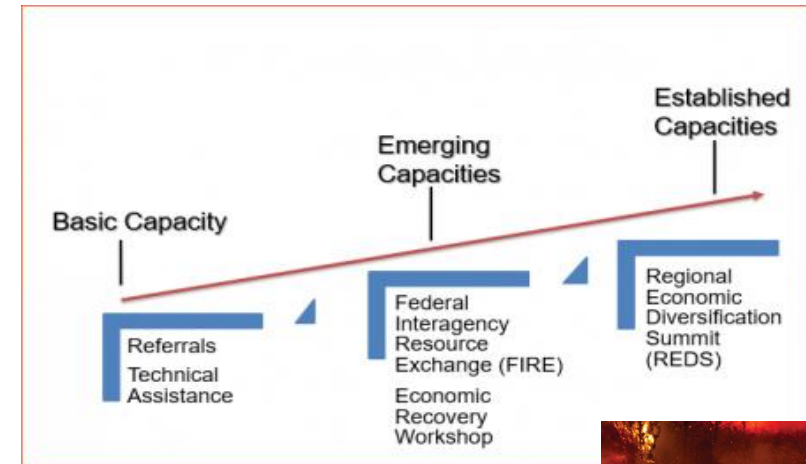 Established
Capacities
Emerging
Capacities
Basic Capacity
Referrals
Technical
Assistance
Federal
Interagency
Resource
Exchange (FIRE)
Economic
Recovery
Workshop
Regional
Economic
Diversification
Summit
(REDS)